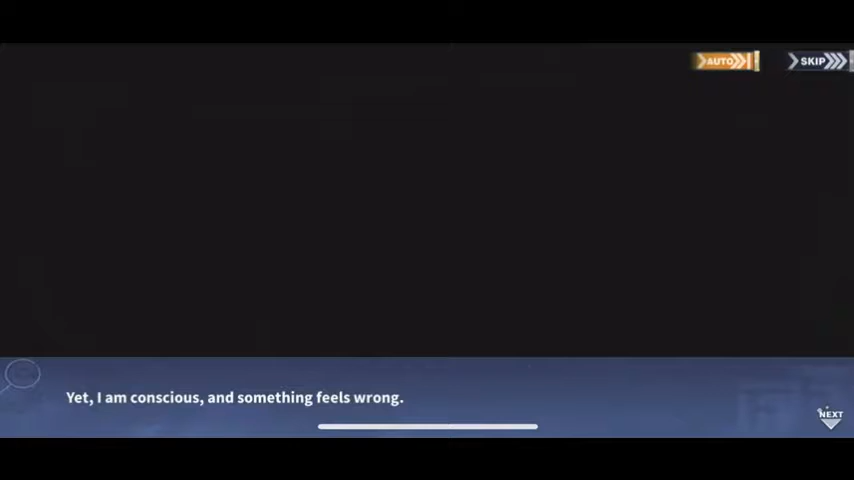 AUTO
SKIP
Yet, I am conscious, and something feels wrong.
NEXT